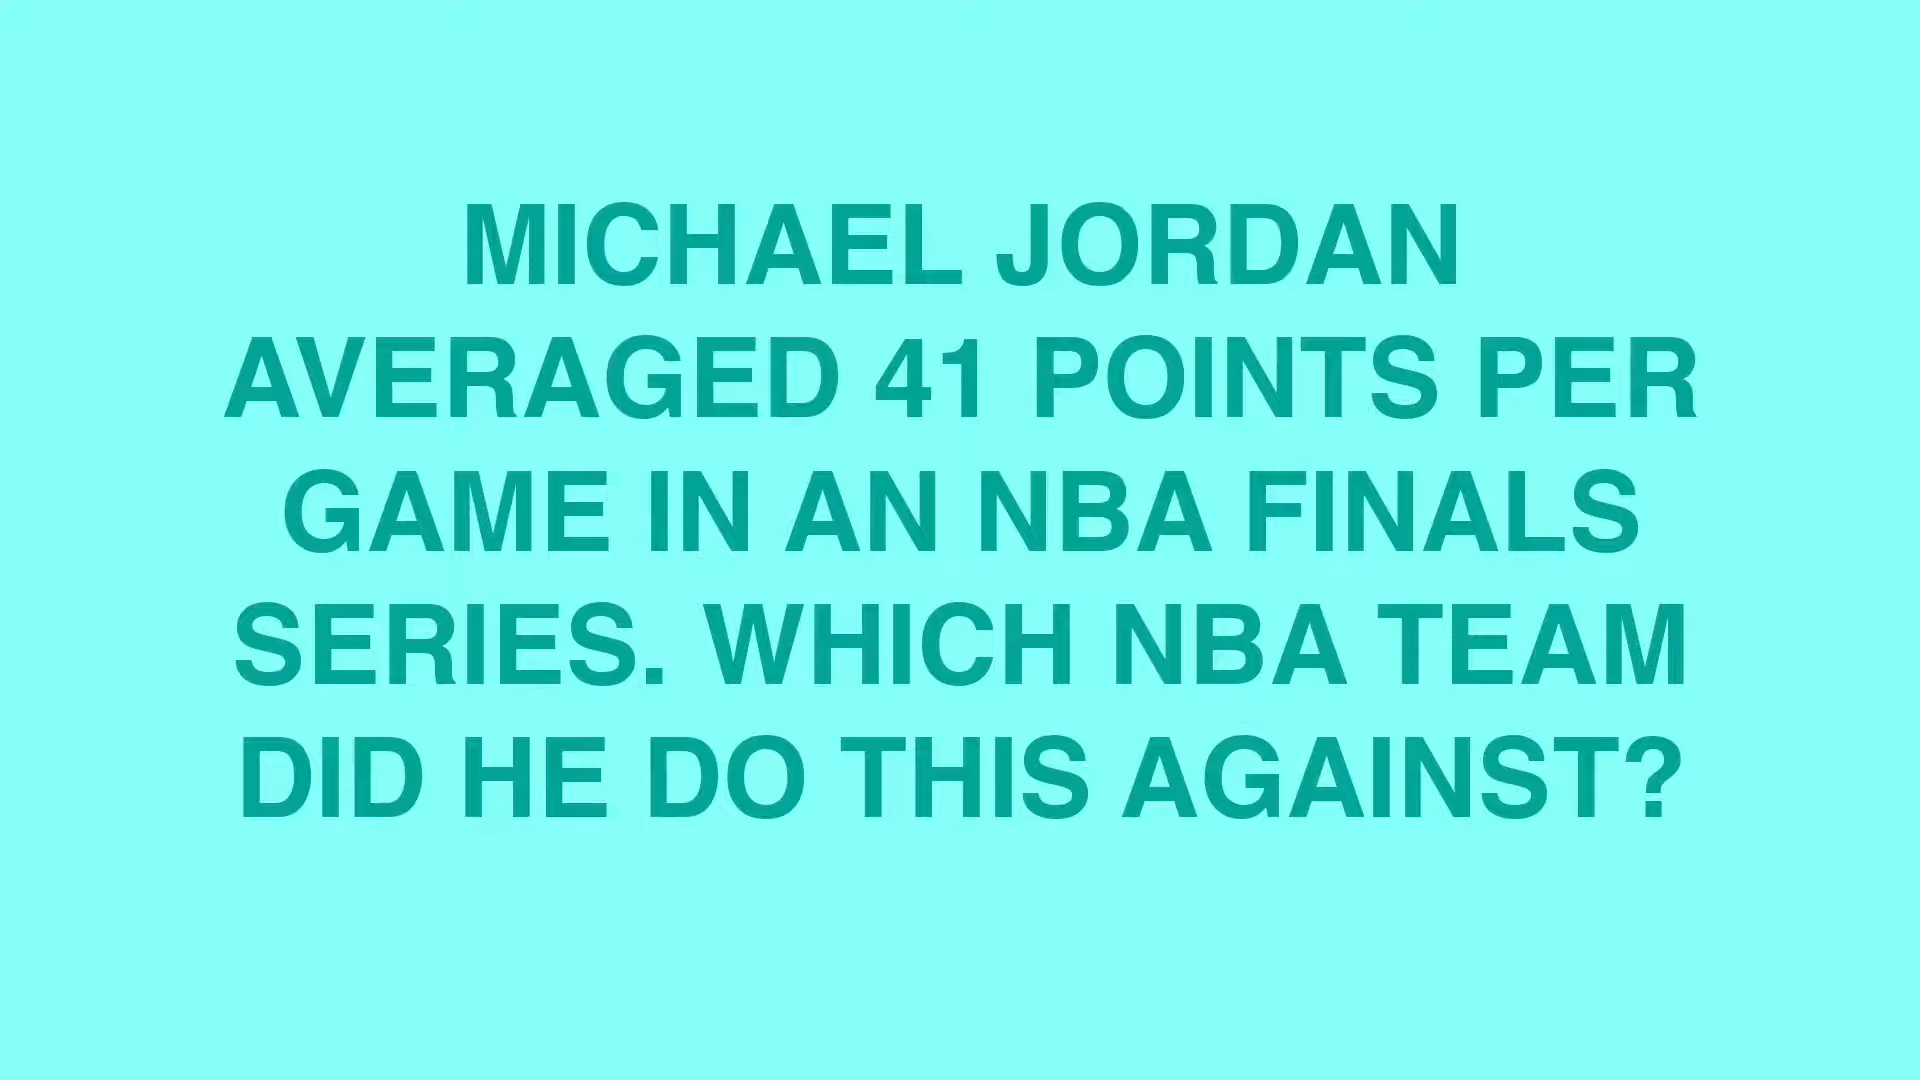 MICHAEL JORDAN
AVERAGED 41 POINTS PER
GAME IN AN NBA FINALS
SERIES. WHICH NBA TEAM
DID HE DO THIS AGAINST?